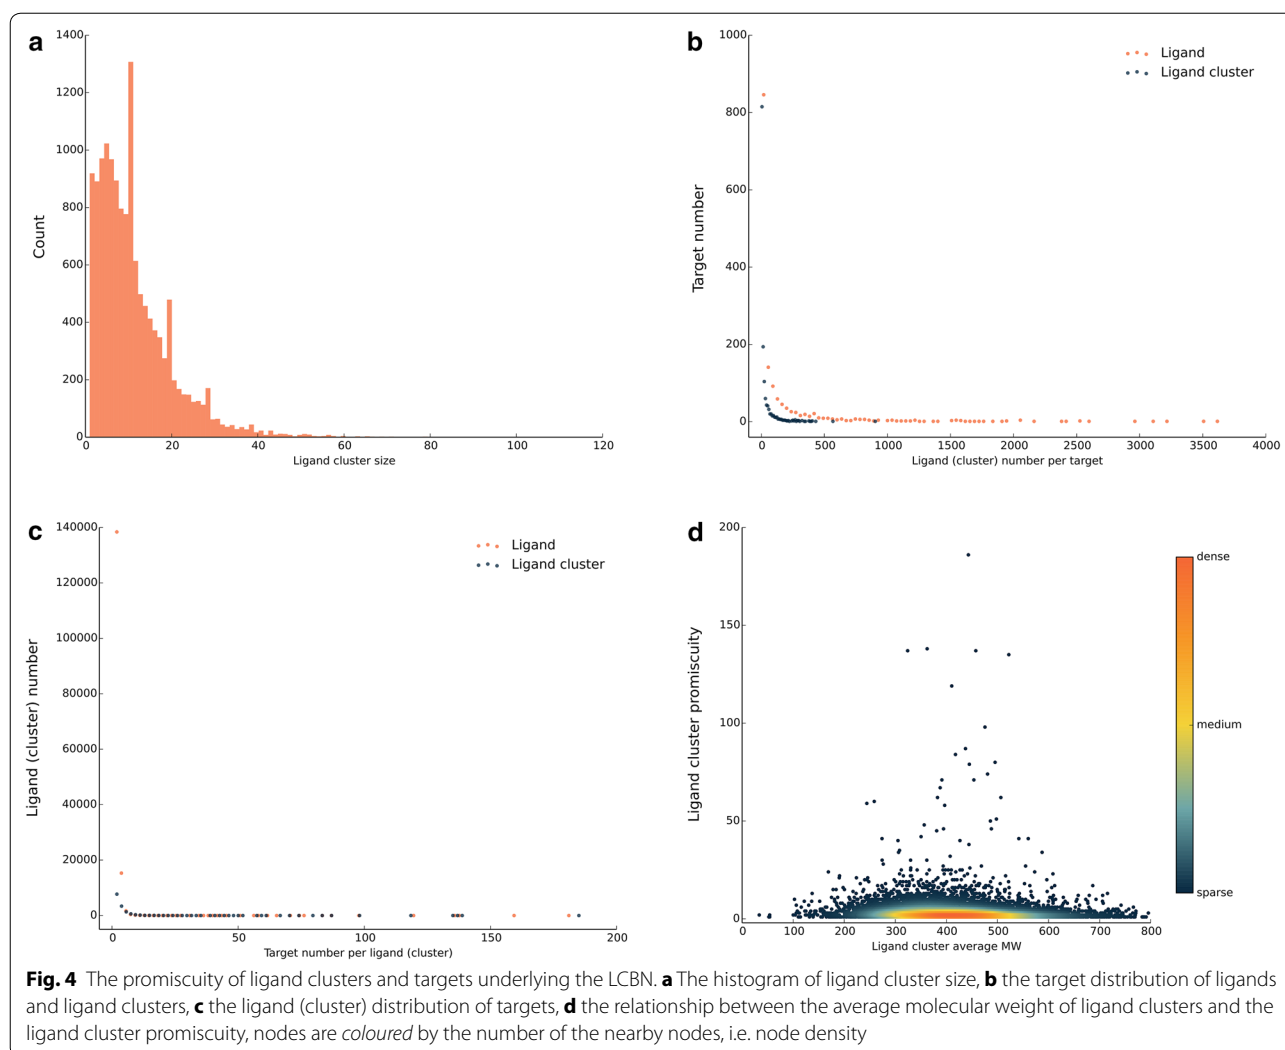 a
1400
1200
1000
800
600
400
200
0
Count
0 20 40 60 80 100 120
Ligand cluster size
b
1000
800
600
400
200
0
Target number
Ligand
Ligand cluster
0 500 1000 1500 2000 2500 3000 3500 4000
Ligand (cluster) number per target
c
140000
120000
100000
80000
60000
40000
20000
0
Ligand (cluster) number
Ligand
Ligand cluster
0 50 100 150 200
Target number per ligand (cluster)
d
200
150
100
50
0
Ligand cluster promiscuity
dense
medium
sparse
0 100 200 300 400 500 600 700 800
Ligand cluster average MW
Fig. 4 The promiscuity of ligand clusters and targets underlying the LCBN. a The histogram of ligand cluster size, b the target distribution of ligands
and ligand clusters, c the ligand (cluster) distribution of targets, d the relationship between the average molecular weight of ligand clusters and the
ligand cluster promiscuity, nodes are coloured by the number of the nearby nodes, i.e. node density